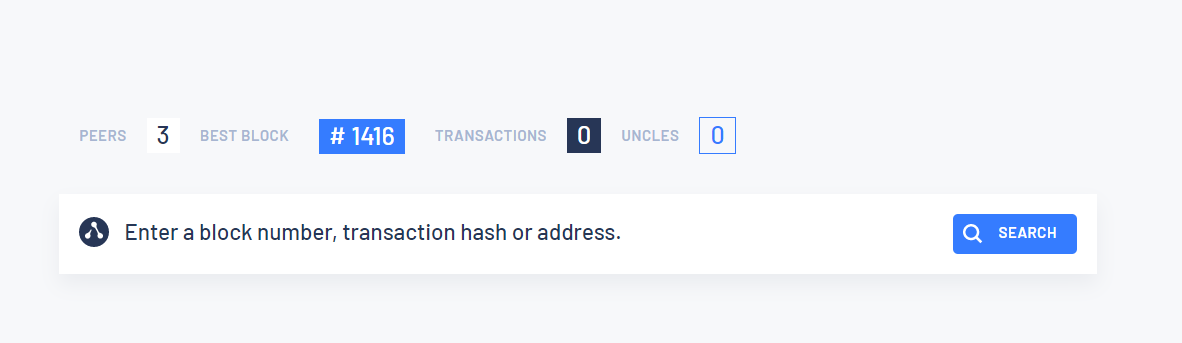 PEERS 3 BEST BLOCK # 1416 TRANSACTIONS 0 UNCLES 0
Enter a block number, transaction hash or address. SEARCH